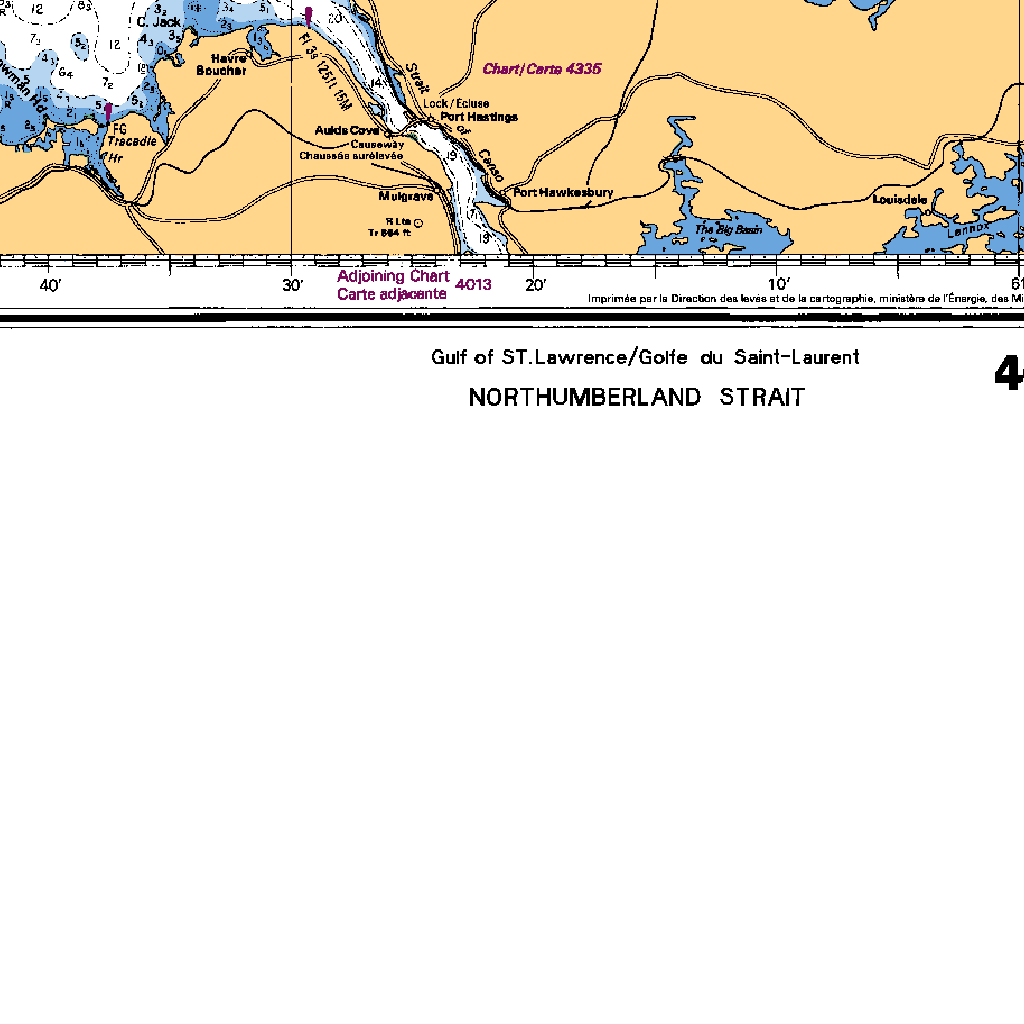 C. Jack
Havre
Boucher
Fl 3s 125ft 15M
Chart/Carte 4335
Strait
Lock / Écluse
Port Hastings
Aulds Cove
Causeway
Chaussée surélevée
Canso
FG
Tracadie
Hr
Mulgrave
Port Hawkesbury
Louisdale
Lennox
R Lts
Tr 864 ft
The Big Basin
40' 30' 20' 10'
Adjoining Chart 4013
Carte adjacente
Imprimée par la Direction des levés et de la cartographie, ministère de l'Énergie, des Mi
Gulf of ST.Lawrence/Golfe du Saint-Laurent
NORTHUMBERLAND STRAIT
4